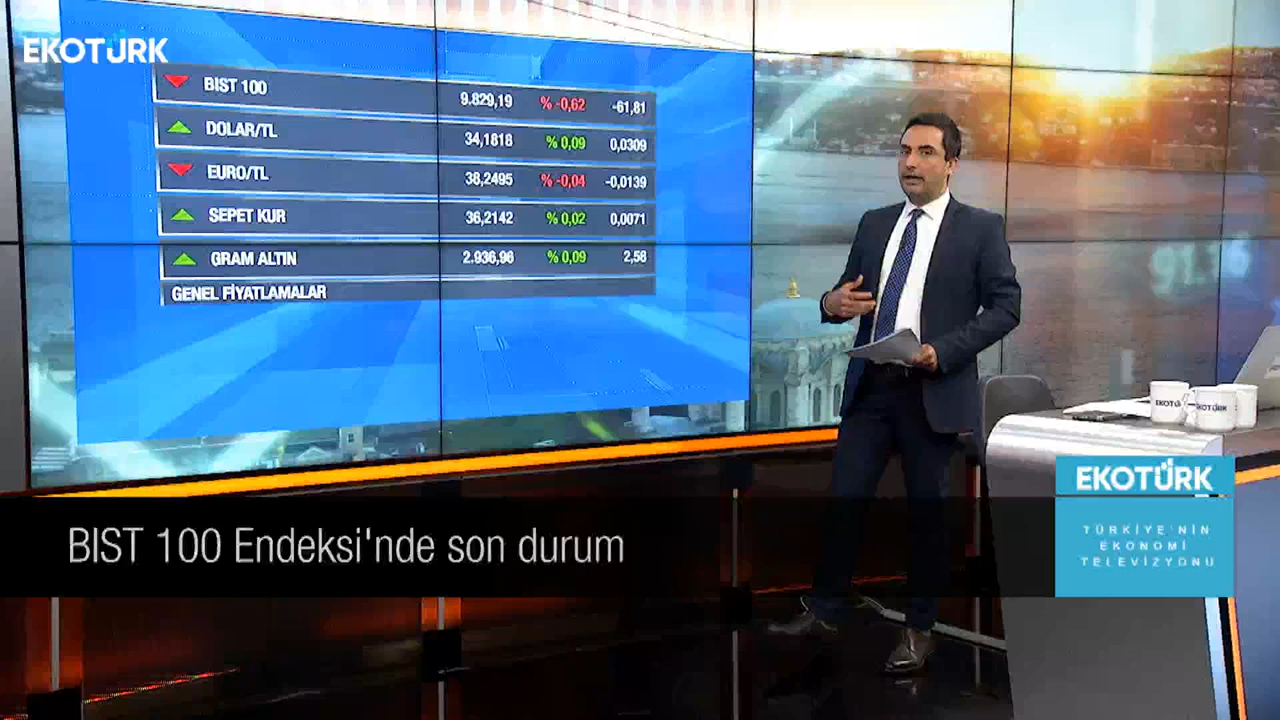 EKOTÜRK
BIST 100 9.829,19 % -0,62 -61,81
DOLAR/TL 34,1818 % 0,09 0,0309
EURO/TL 38,2495 % -0,04 -0,0139
SEPET KUR 36,2142 % 0,02 0,0071
GRAM ALTIN 2.936,96 % 0,09 2,58
GENEL FİYATLAMALAR
EKOTÜRK
EKOTÜRK
BIST 100 Endeksi'nde son durum
TÜRKİYE'NİN
EKONOMİ
TELEVİZYONU